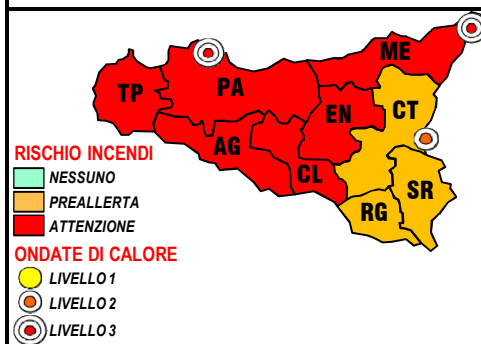 ME
TP
PA
EN
CT
AG
CL
SR
RG
RISCHIO INCENDI
NESSUNO
PREALLERTA
ATTENZIONE
ONDATE DI CALORE
LIVELLO 1
LIVELLO 2
LIVELLO 3